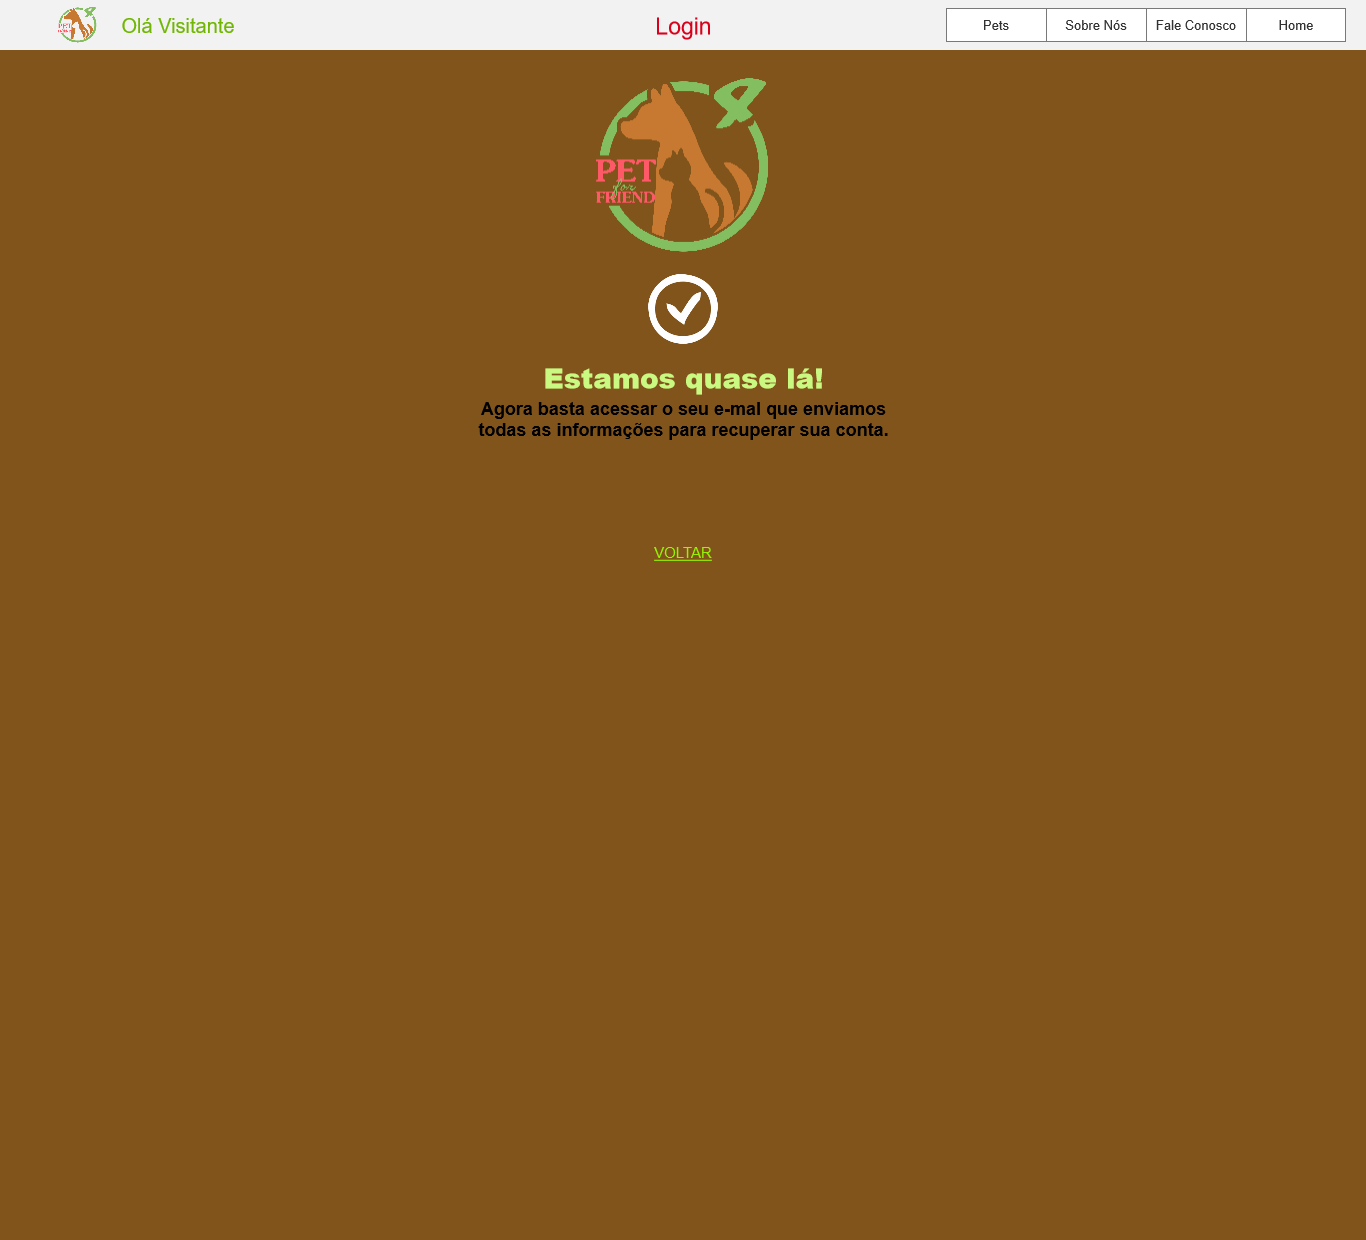 Olá Visitante
Login
Pets
Sobre Nós
Fale Conosco
Home
PET
for
FRIEND
Estamos quase lá!
Agora basta acessar o seu e-mal que enviamos
todas as informações para recuperar sua conta.
VOLTAR